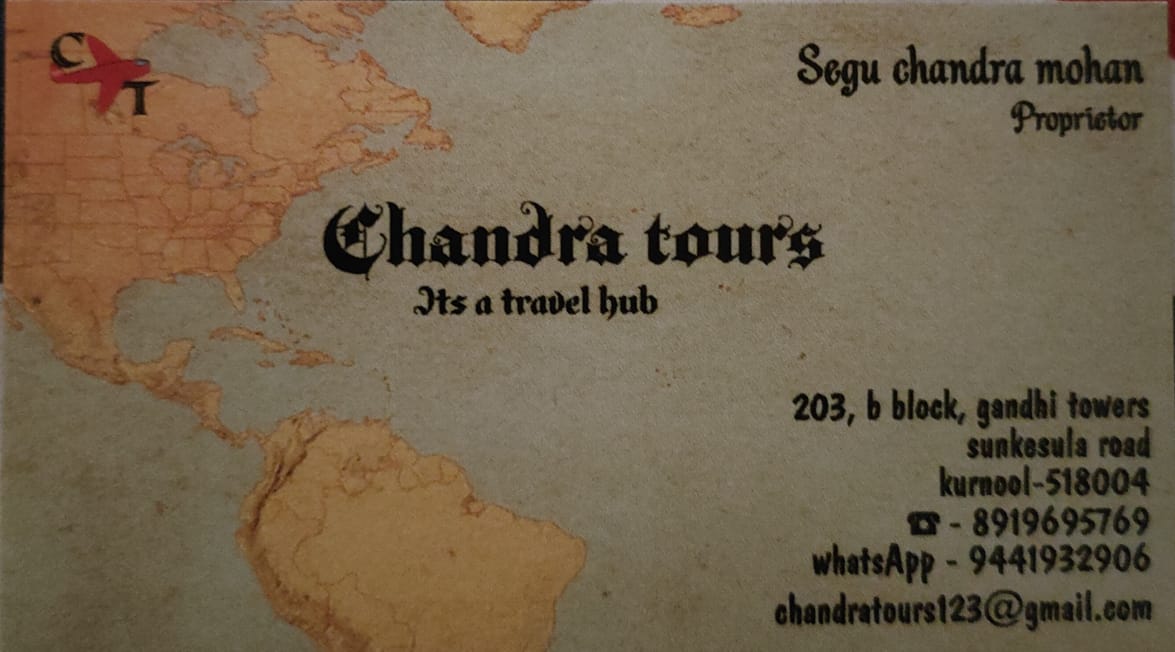 C
T
Segu chandra mohan
Proprietor
Chandra tours
Its a travel hub
203, b block, gandhi towers
sunkesula road
kurnool-518004
☎ - 8919695769
whatsApp - 9441932906
chandratours123@gmail.com